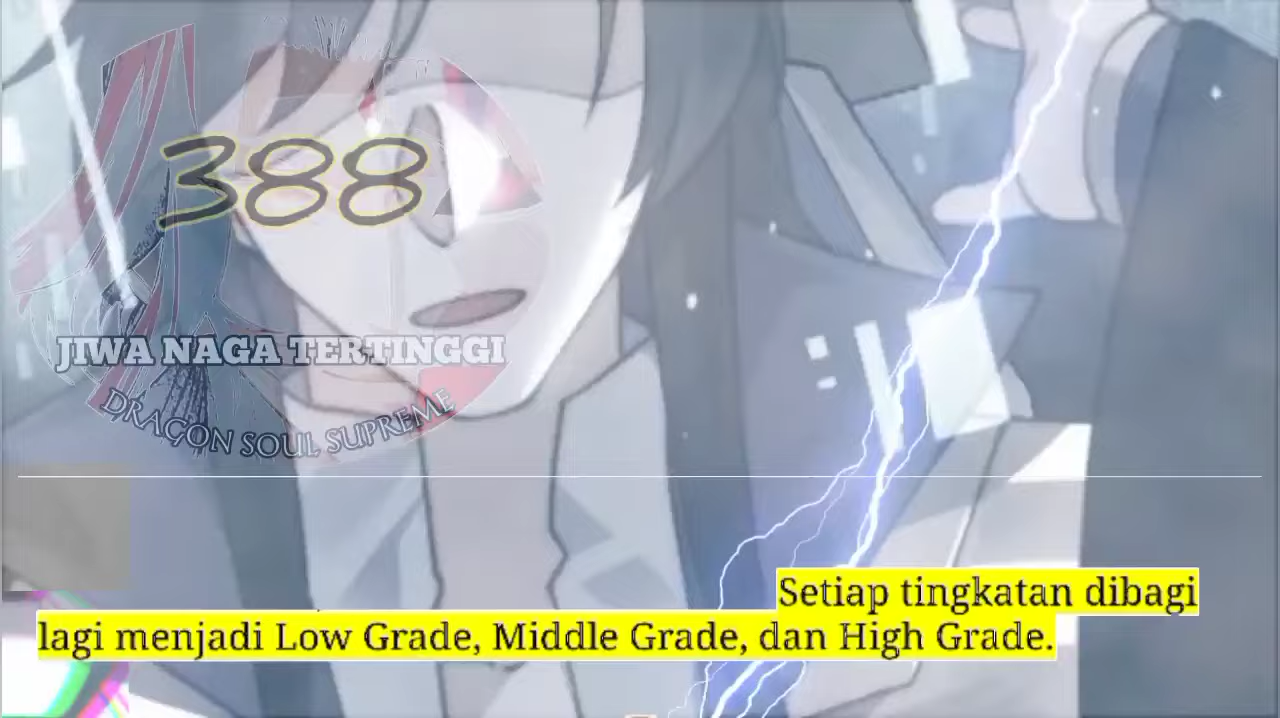 388
JIWA NAGA TERTINGGI
DRAGON SOUL SUPREME
Setiap tingkatan dibagi
lagi menjadi Low Grade, Middle Grade, dan High Grade.